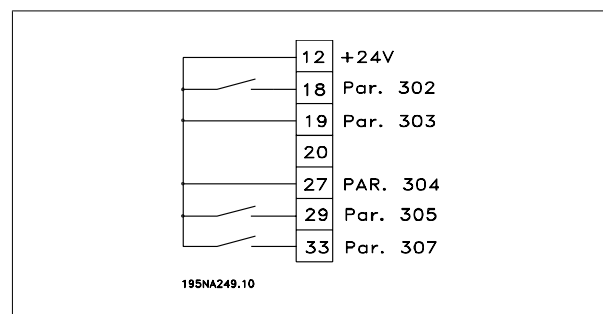 12 +24V
18 Par. 302
19 Par. 303
20
27 PAR. 304
29 Par. 305
33 Par. 307
195NA249.10